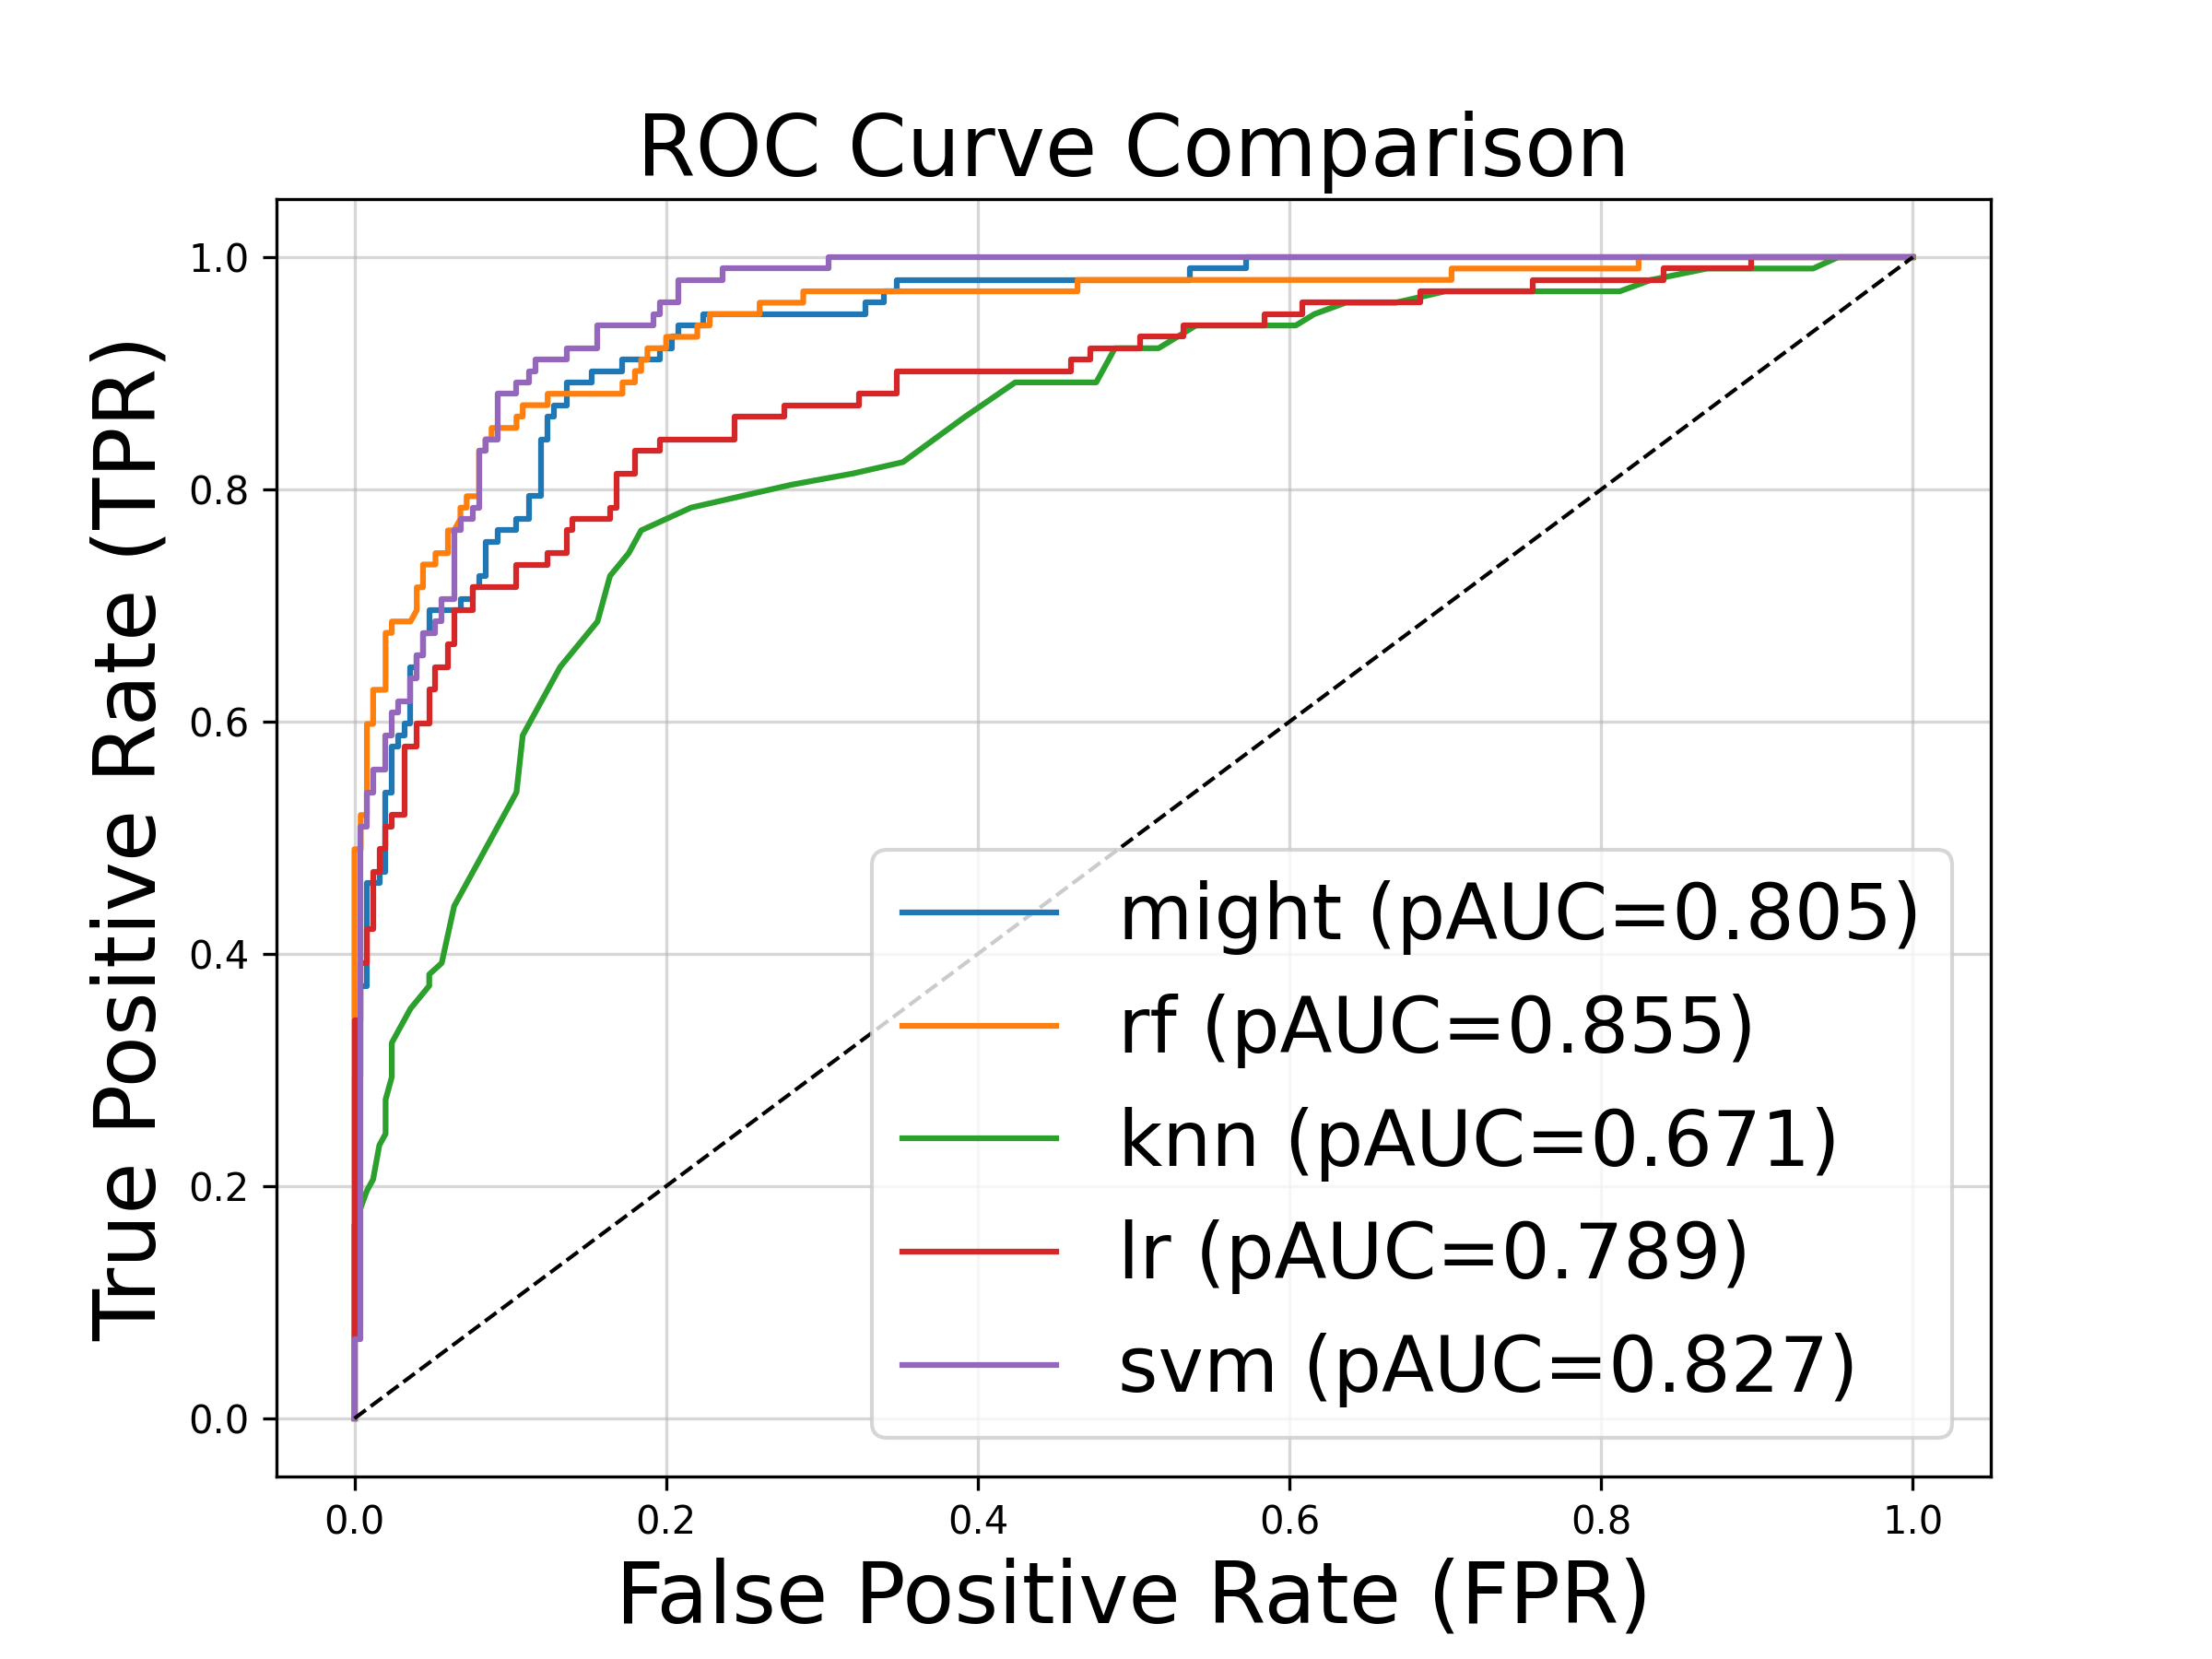 ROC Curve Comparison
True Positive Rate (TPR)
1.0
0.8
0.6
0.4
0.2
0.0
might (pAUC=0.805)
rf (pAUC=0.855)
knn (pAUC=0.671)
lr (pAUC=0.789)
svm (pAUC=0.827)
0.0 0.2 0.4 0.6 0.8 1.0
False Positive Rate (FPR)